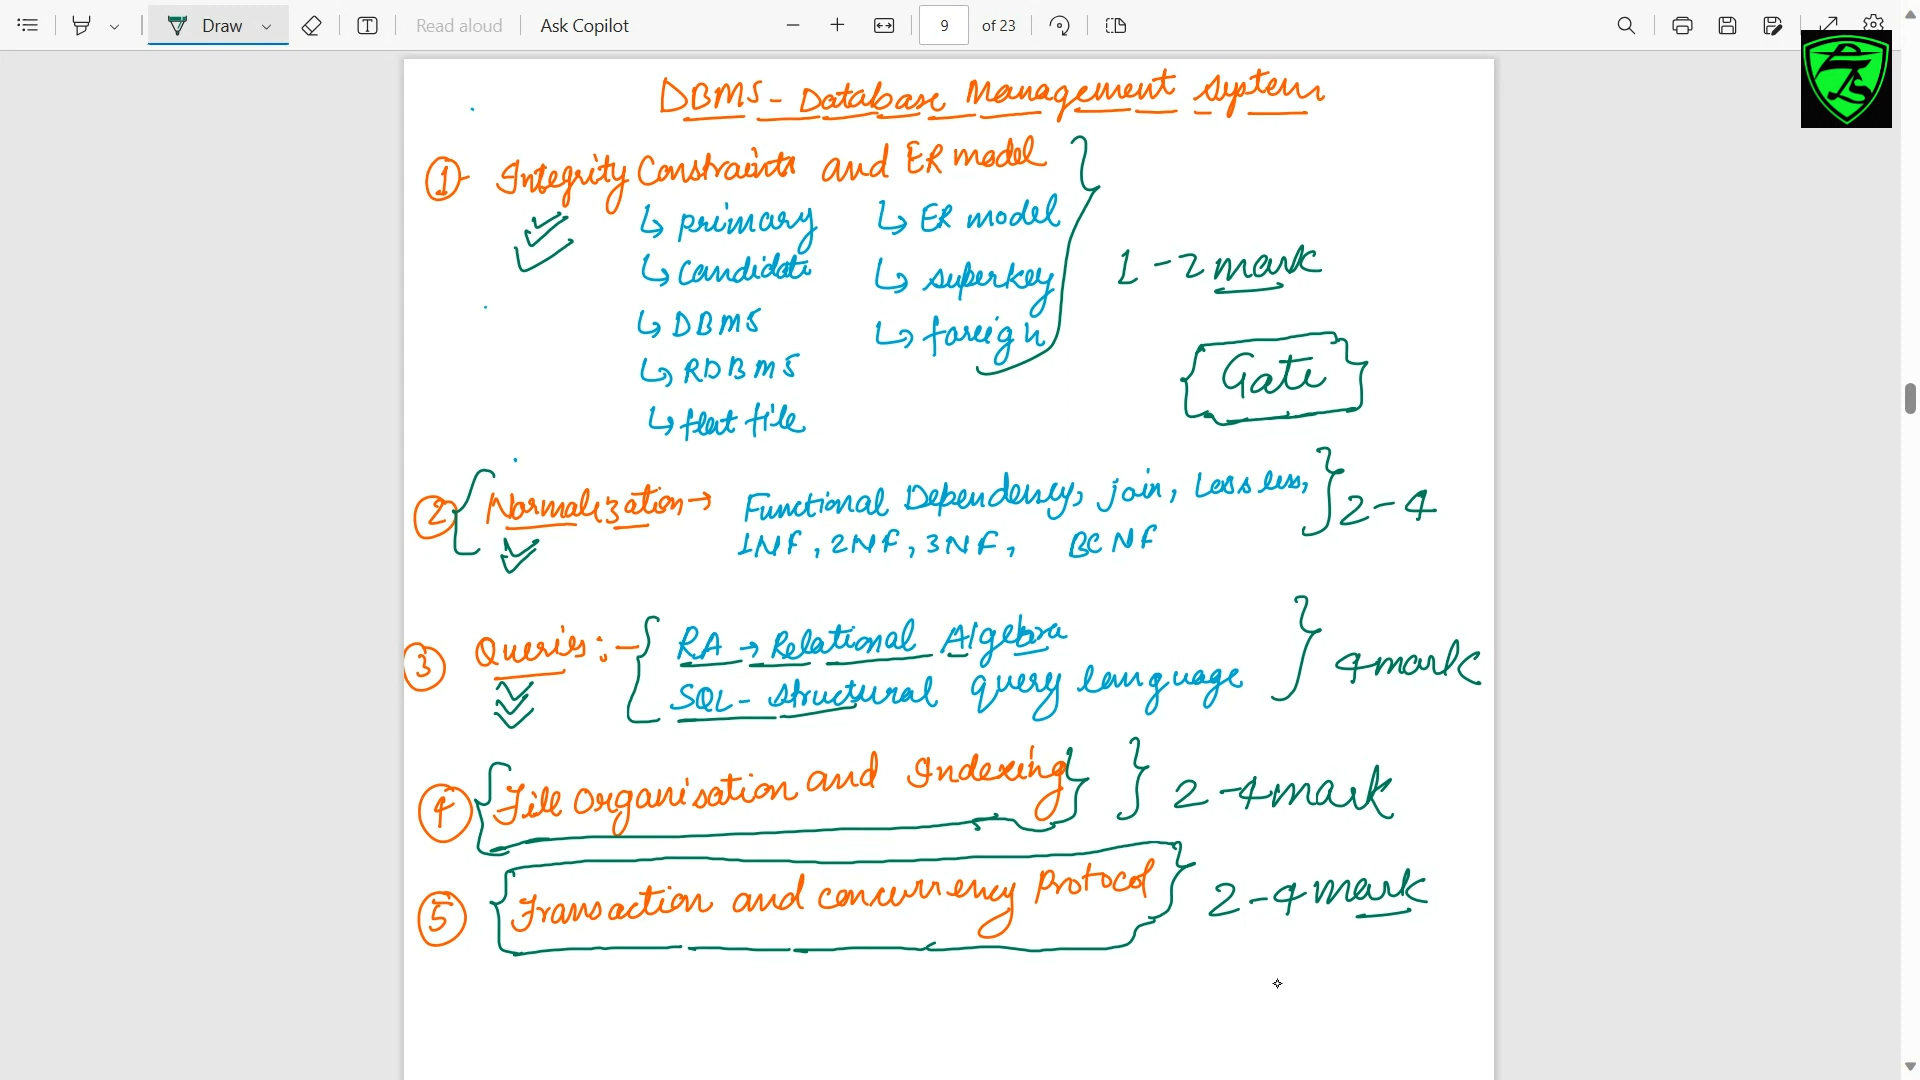 Draw
Read aloud
Ask Copilot
9 of 23
DBMS - Database Management System
① Integrity Constraints and ER model
↳ primary ↳ ER model
↳ candidate ↳ superkey
↳ DBMS ↳ foreign
↳ RDBMS
↳ flat file
1-2 mark
Gate
② Normalization → Functional Dependency, join, Lossless,
1NF, 2NF, 3NF, BCNF
2-4
③ Queries :- RA → Relational Algebra
SQL - structural query language
4 mark
④ File Organisation and Indexing } 2-4 mark
⑤ Transaction and concurrency Protocol 2-4 mark